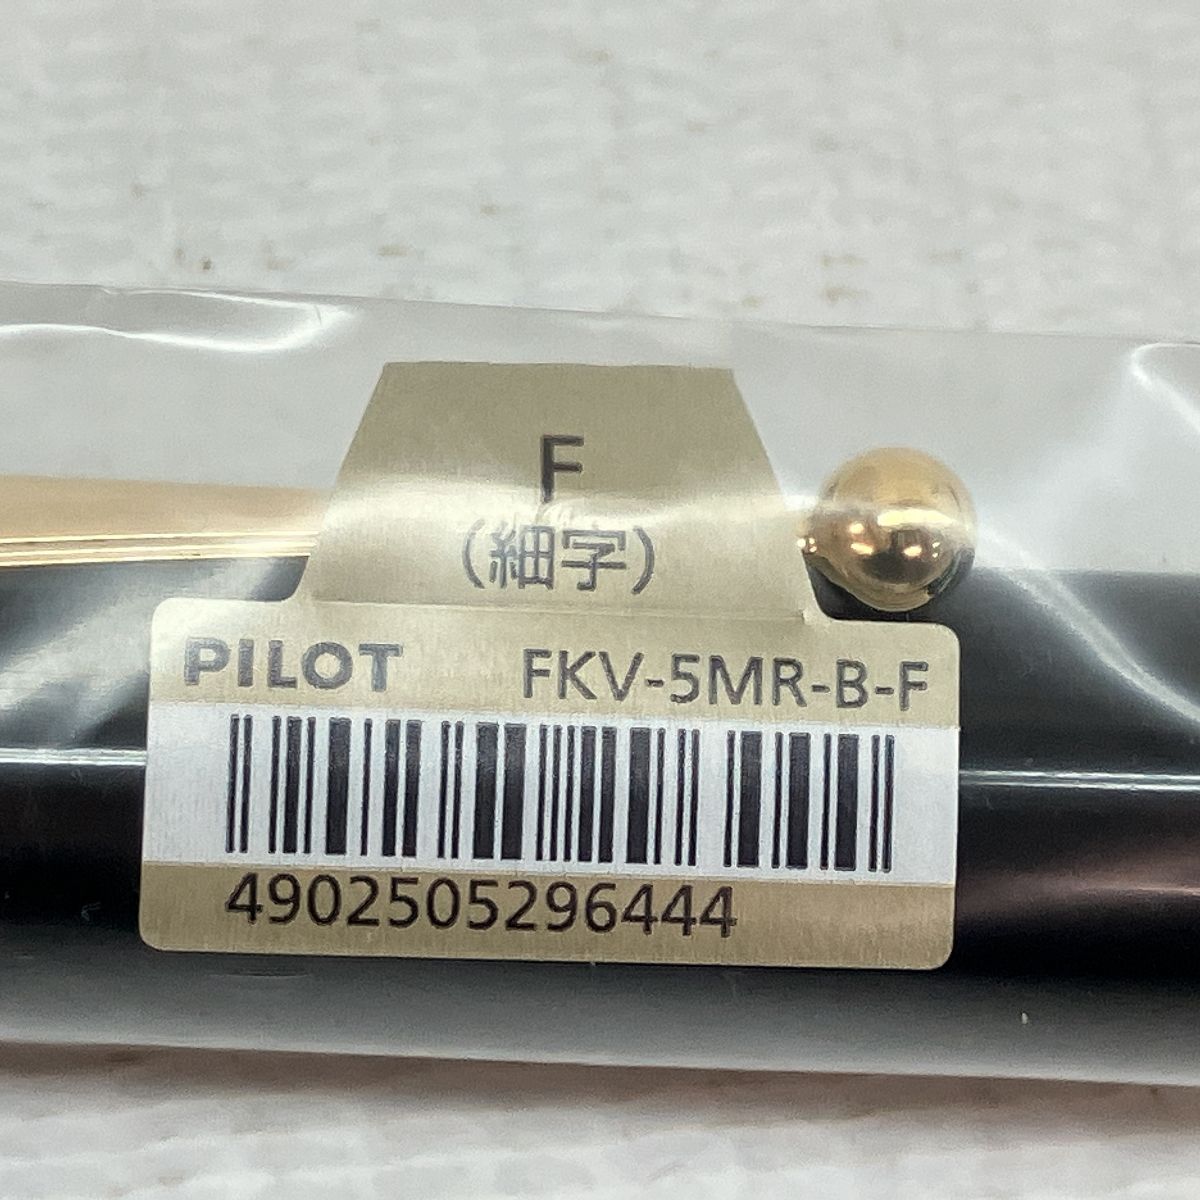 F
(細字)
PILOT FKV-5MR-B-F
4902505296444